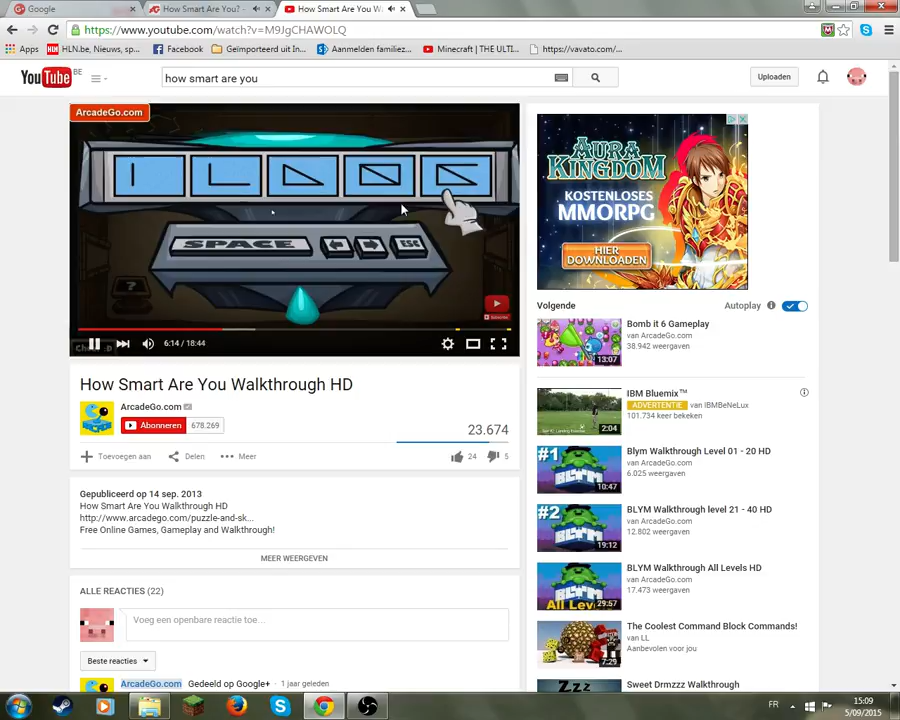 Google
How Smart Are You? -
How Smart Are You W...
https://www.youtube.com/watch?v=M9JgCHAWOLQ
Apps
HLN.be, Nieuws, sp...
Facebook
Geïmporteerd uit In...
Aanmelden familiez...
Minecraft | THE ULTI...
https://vavato.com/...
YouTube BE
how smart are you
Uploaden
ArcadeGo.com
SPACE
ESC
?
6:14 / 18:44
How Smart Are You Walkthrough HD
ArcadeGo.com
Abonneren 678.269
23.674
Toevoegen aan
Delen
Meer
24
5
Gepubliceerd op 14 sep. 2013
How Smart Are You Walkthrough HD
http://www.arcadego.com/puzzle-and-sk...
Free Online Games, Gameplay and Walkthrough!
MEER WEERGEVEN
ALLE REACTIES (22)
Voeg een openbare reactie toe...
Beste reacties
ArcadeGo.com Gedeeld op Google+ · 1 jaar geleden
AURA
KINGDOM
KOSTENLOSES
MMORPG
HIER
DOWNLOADEN
Volgende
Autoplay
Bomb it 6 Gameplay
van ArcadeGo.com
38.942 weergaven
13:07
IBM Bluemix™
ADVERTENTIE van IBMBeNeLux
101.734 keer bekeken
2:04
Blym Walkthrough Level 01 - 20 HD
van ArcadeGo.com
6.025 weergaven
#1
BLYM
10:47
BLYM Walkthrough level 21 - 40 HD
van ArcadeGo.com
12.802 weergaven
#2
BLYM
19:12
BLYM Walkthrough All Levels HD
van ArcadeGo.com
17.473 weergaven
BLYM
All Lev
29:57
The Coolest Command Block Commands!
van LL
Aanbevolen voor jou
7:29
Sweet Drmzzz Walkthrough
ZZZ
FR
15:09
5/09/2015